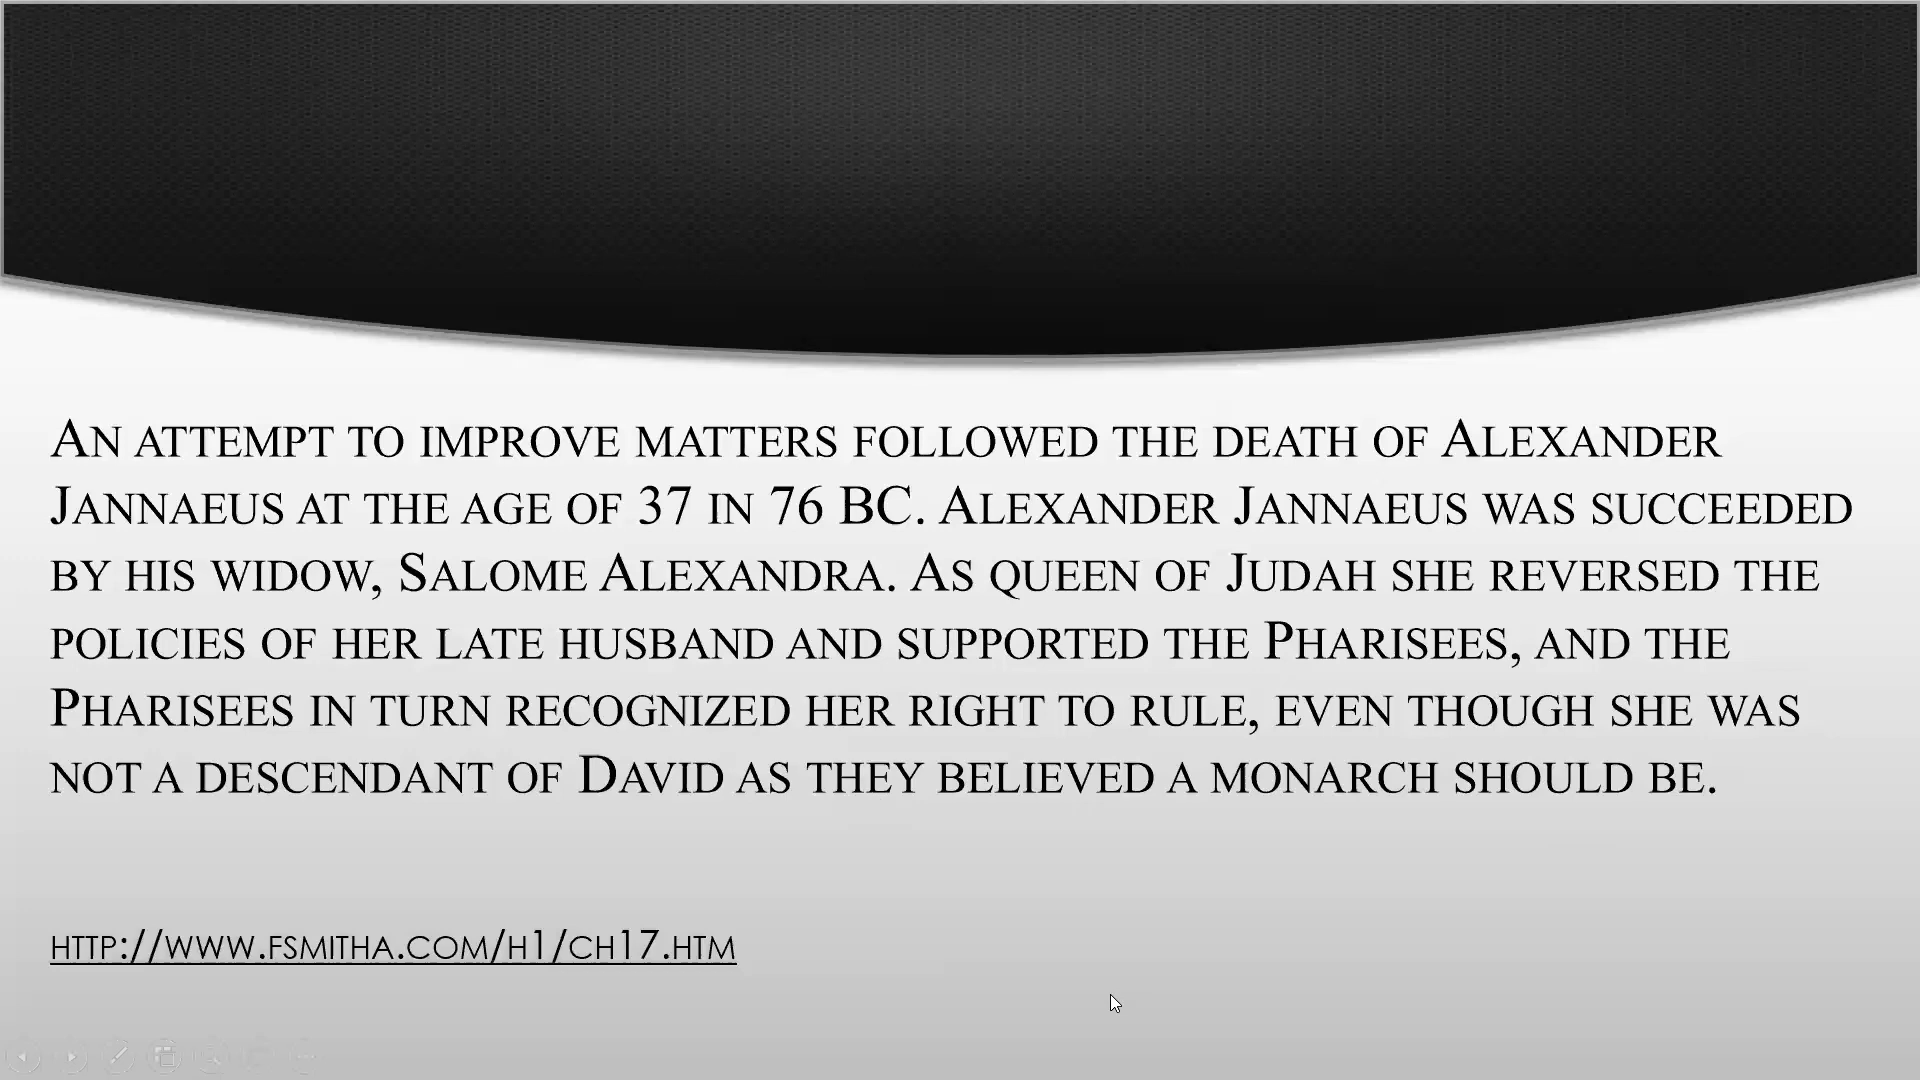 An attempt to improve matters followed the death of Alexander
Jannaeus at the age of 37 in 76 BC. Alexander Jannaeus was succeeded
by his widow, Salome Alexandra. As queen of Judah she reversed the
policies of her late husband and supported the Pharisees, and the
Pharisees in turn recognized her right to rule, even though she was
not a descendant of David as they believed a monarch should be.
http://www.fsmitha.com/h1/ch17.htm